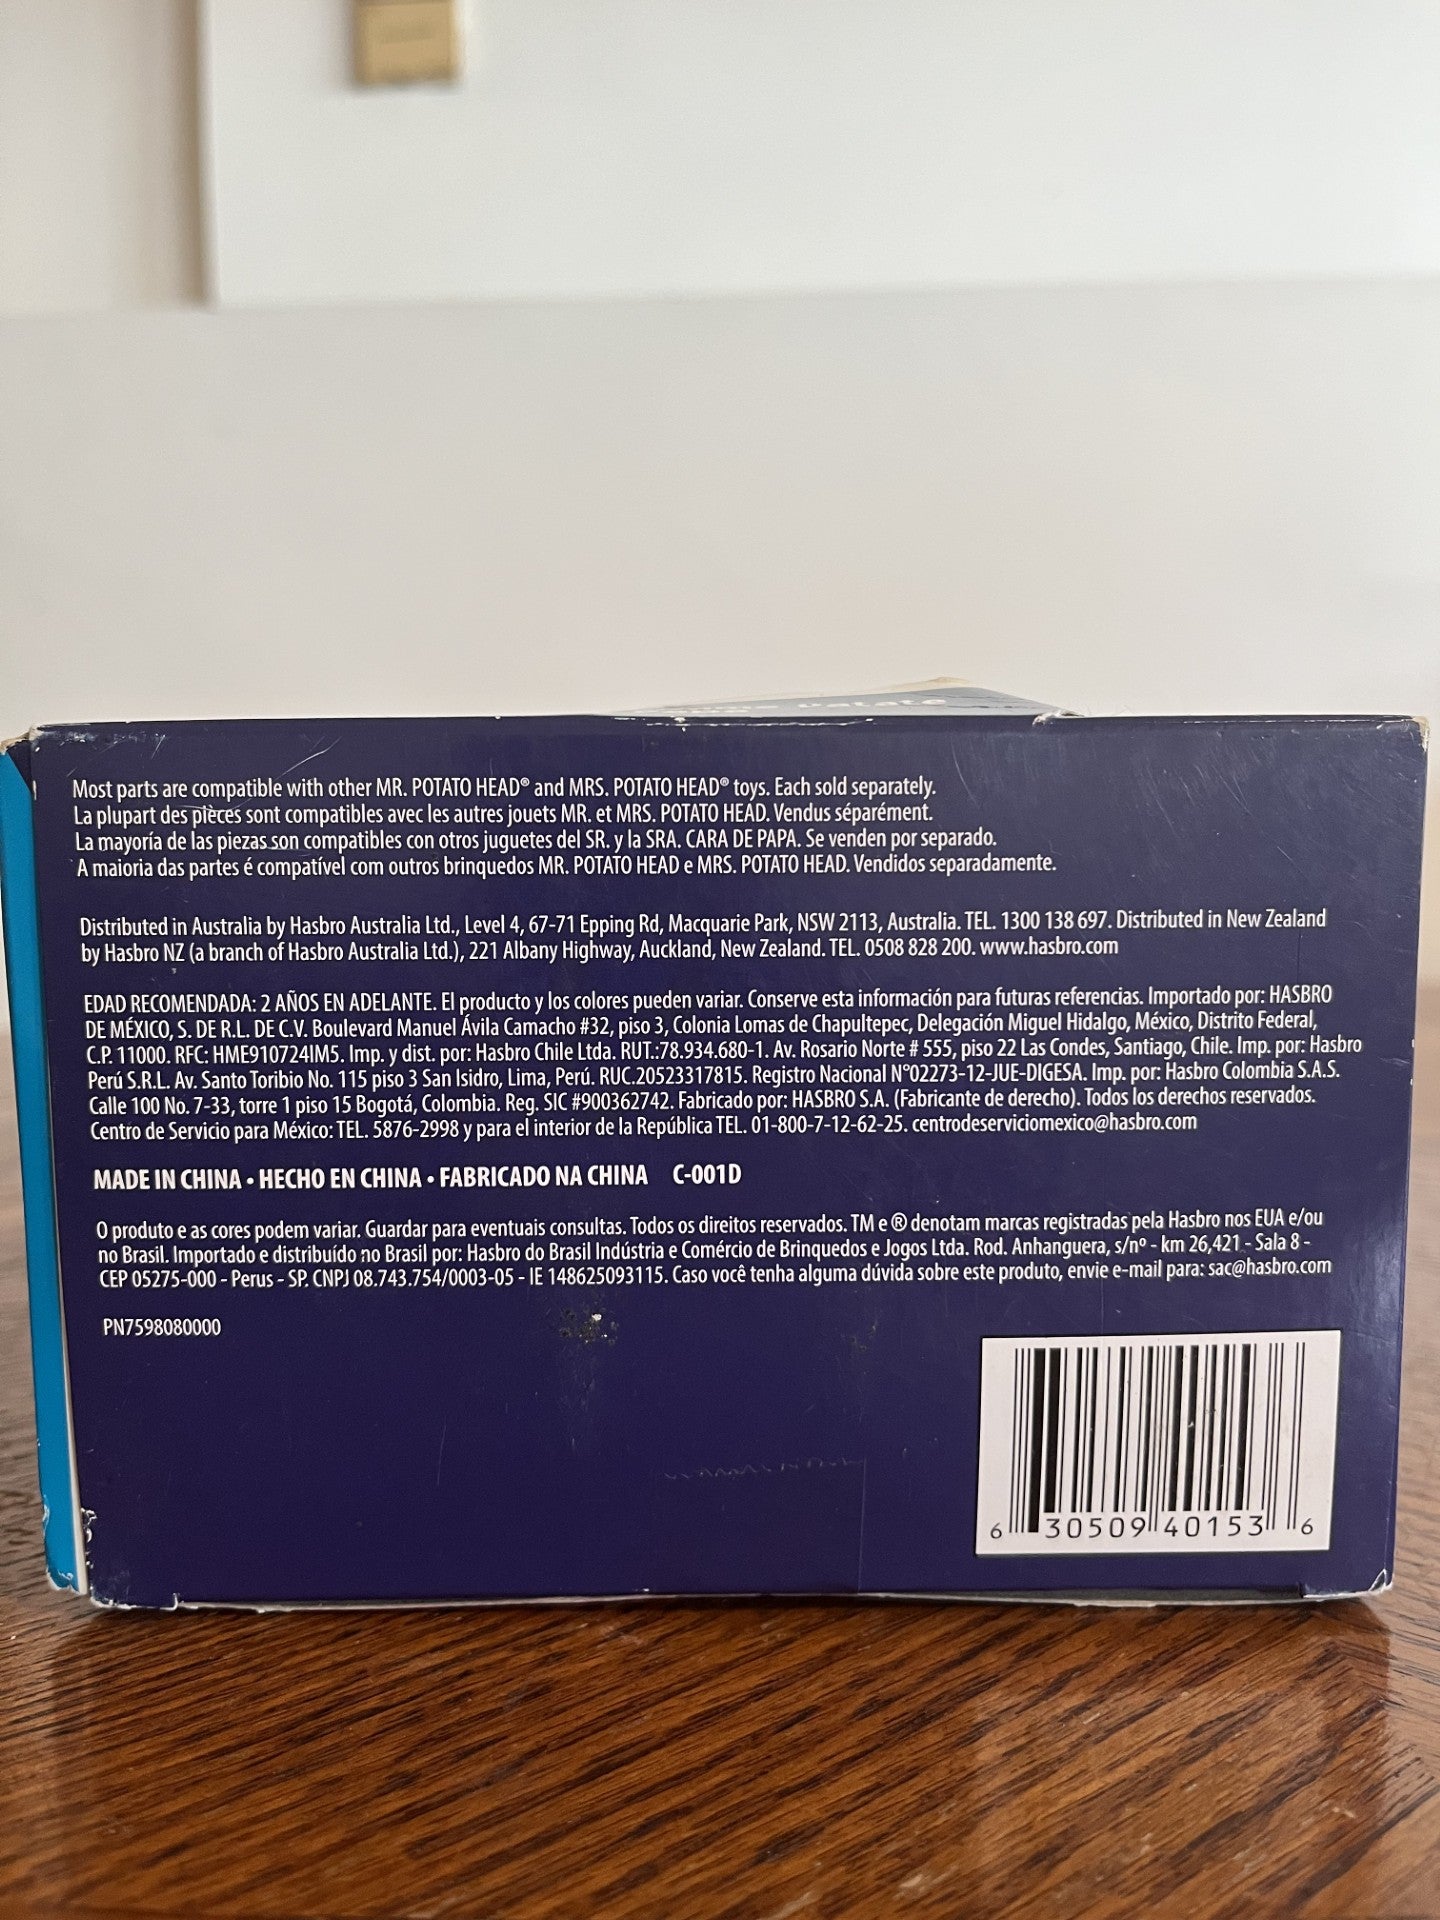 Patate
Most parts are compatible with other MR. POTATO HEAD® and MRS. POTATO HEAD® toys. Each sold separately.
La plupart des pièces sont compatibles avec les autres jouets MR. et MRS. POTATO HEAD. Vendus séparément.
La mayoría de las piezas son compatibles con otros juguetes del SR. y la SRA. CARA DE PAPA. Se venden por separado.
A maioria das partes é compatível com outros brinquedos MR. POTATO HEAD e MRS. POTATO HEAD. Vendidos separadamente.
Distributed in Australia by Hasbro Australia Ltd., Level 4, 67-71 Epping Rd, Macquarie Park, NSW 2113, Australia. TEL. 1300 138 697. Distributed in New Zealand
by Hasbro NZ (a branch of Hasbro Australia Ltd.), 221 Albany Highway, Auckland, New Zealand. TEL. 0508 828 200. www.hasbro.com
EDAD RECOMENDADA: 2 AÑOS EN ADELANTE. El producto y los colores pueden variar. Conserve esta información para futuras referencias. Importado por: HASBRO
DE MÉXICO, S. DE R.L. DE C.V. Boulevard Manuel Ávila Camacho #32, piso 3, Colonia Lomas de Chapultepec, Delegación Miguel Hidalgo, México, Distrito Federal,
C.P. 11000. RFC: HME910724IM5. Imp. y dist. por: Hasbro Chile Ltda. RUT.:78.934.680-1. Av. Rosario Norte # 555, piso 22 Las Condes, Santiago, Chile. Imp. por: Hasbro
Perú S.R.L. Av. Santo Toribio No. 115 piso 3 San Isidro, Lima, Perú. RUC.20523317815. Registro Nacional N°02273-12-JUE-DIGESA. Imp. por: Hasbro Colombia S.A.S.
Calle 100 No. 7-33, torre 1 piso 15 Bogotá, Colombia. Reg. SIC #900362742. Fabricado por: HASBRO S.A. (Fabricante de derecho). Todos los derechos reservados.
Centro de Servicio para México: TEL. 5876-2998 y para el interior de la República TEL. 01-800-7-12-62-25. centrodeserviciomexico@hasbro.com
MADE IN CHINA • HECHO EN CHINA • FABRICADO NA CHINA C-001D
O produto e as cores podem variar. Guardar para eventuais consultas. Todos os direitos reservados. TM e ® denotam marcas registradas pela Hasbro nos EUA e/ou
no Brasil. Importado e distribuído no Brasil por: Hasbro do Brasil Indústria e Comércio de Brinquedos e Jogos Ltda. Rod. Anhanguera, s/nº - km 26,421 - Sala 8 -
CEP 05275-000 - Perus - SP. CNPJ 08.743.754/0003-05 - IE 148625093115. Caso você tenha alguma dúvida sobre este produto, envie e-mail para: sac@hasbro.com
PN7598080000
6 30509 40153 6